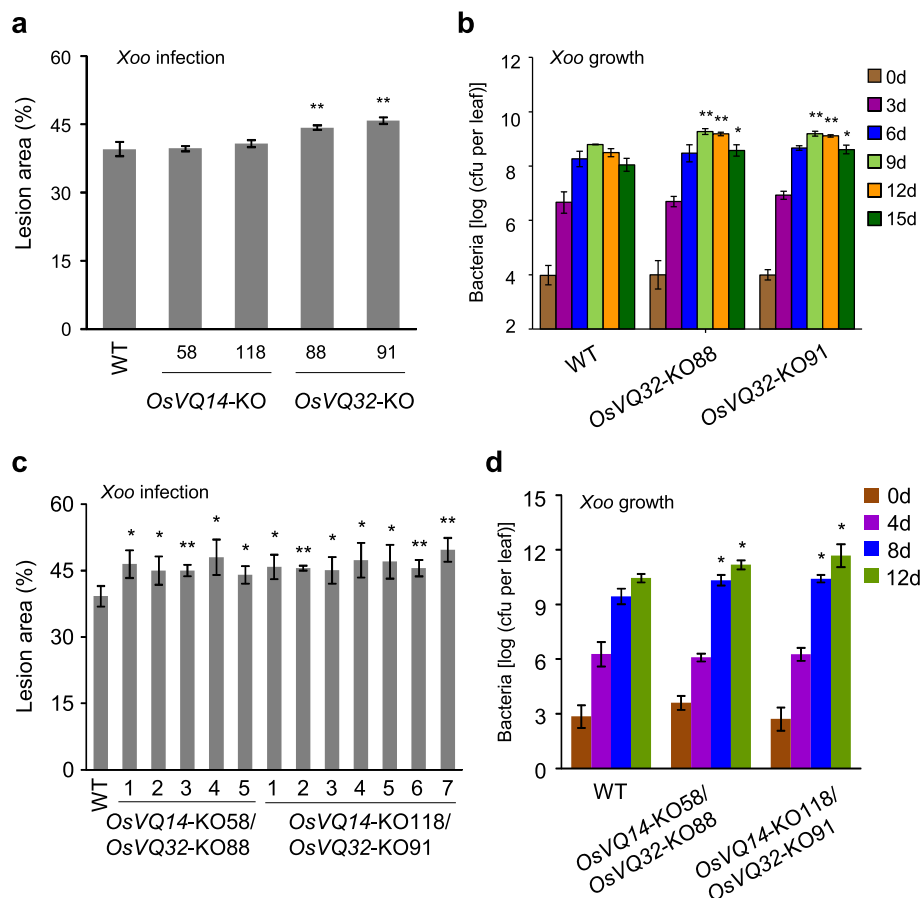 a
Xoo infection
Lesion area (%)
60
45
30
15
0
** **
WT 58 118 88 91
OsVQ14-KO OsVQ32-KO
b
Xoo growth
Bacteria [log (cfu per leaf)]
12
10
8
6
4
2
** ** * ** ** *
0d
3d
6d
9d
12d
15d
WT OsVQ32-KO88 OsVQ32-KO91
c
Xoo infection
Lesion area (%)
60
45
30
15
0
* * ** * * * ** * * * ** **
WT 1 2 3 4 5 1 2 3 4 5 6 7
OsVQ14-KO58/ OsVQ14-KO118/
OsVQ32-KO88 OsVQ32-KO91
d
Xoo growth
Bacteria [log (cfu per leaf)]
15
12
9
6
3
0
* * * *
0d
4d
8d
12d
WT
OsVQ14-KO58/
OsVQ32-KO88
OsVQ14-KO118/
OsVQ32-KO91